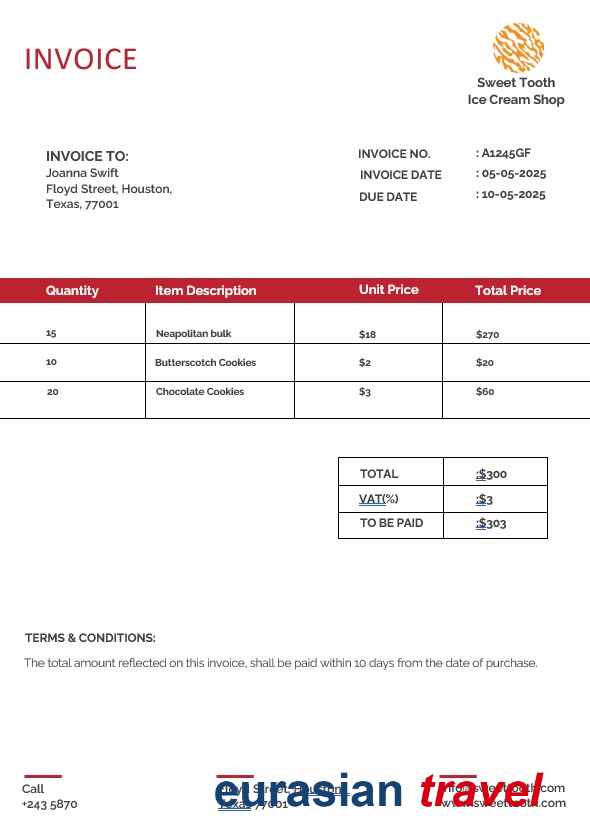 INVOICE
Sweet Tooth
Ice Cream Shop
INVOICE TO:
Joanna Swift
Floyd Street, Houston,
Texas, 77001
INVOICE NO. : A1245GF
INVOICE DATE : 05-05-2025
DUE DATE : 10-05-2025
Quantity Item Description Unit Price Total Price
15 Neapolitan bulk $18 $270
10 Butterscotch Cookies $2 $20
20 Chocolate Cookies $3 $60
TOTAL :$300
VAT(%) :$3
TO BE PAID :$303
TERMS & CONDITIONS:
The total amount reflected on this invoice, shall be paid within 10 days from the date of purchase.
Call
+243 5870
Floyd Street, Houston,
Texas 77001
info@sweettooth.com
www.sweettooth.com
eurasian travel